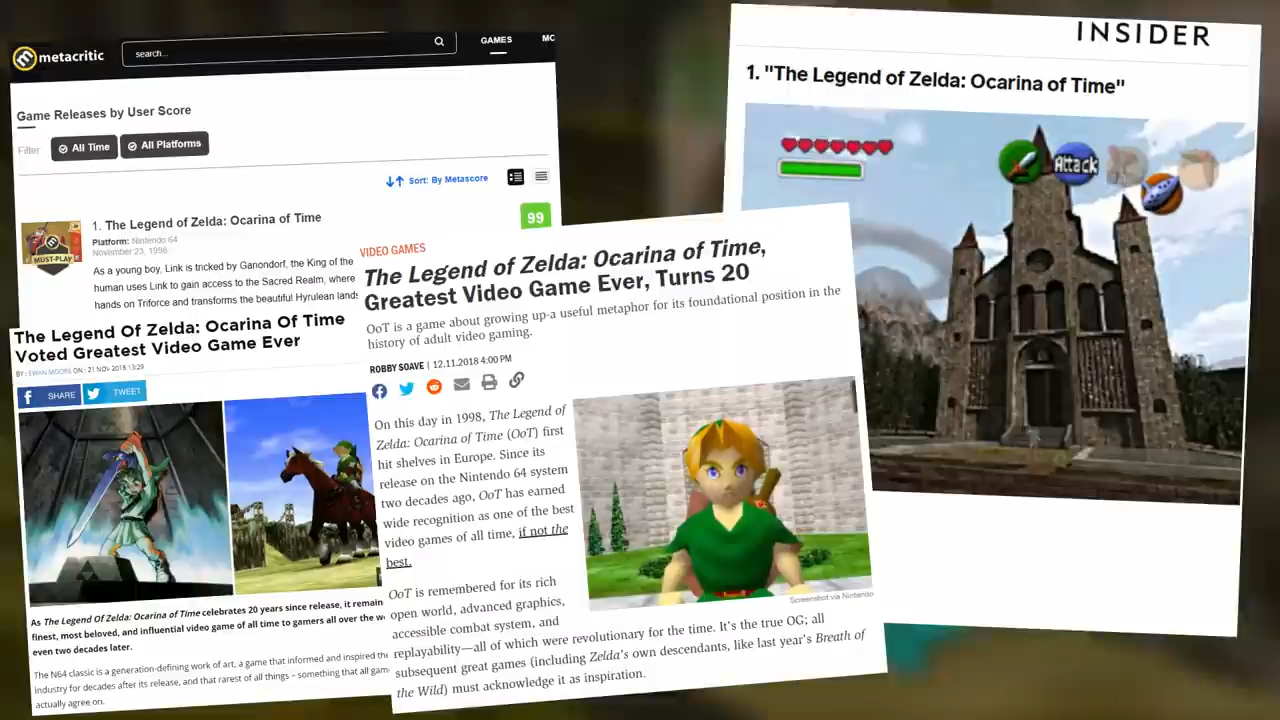 metacritic
search...
GAMES
Game Releases by User Score
Filter
All Time
All Platforms
Sort: By Metascore
1. The Legend of Zelda: Ocarina of Time
99
Platform: Nintendo 64
November 23, 1998
MUST-PLAY
As a young boy, Link is tricked by Ganondorf, the King of the
human uses Link to gain access to the Sacred Realm, where
hands on Triforce and transforms the beautiful Hyrulean lands
The Legend Of Zelda: Ocarina Of Time
Voted Greatest Video Game Ever
BY: EWAN MOORE ON: 21 NOV 2018 13:29
SHARE
TWEET
As The Legend Of Zelda: Ocarina of Time celebrates 20 years since release, it remain
finest, most beloved, and influential video game of all time to gamers all over the
even two decades later.
The N64 classic is a generation-defining work of art, a game that informed and inspired the
industry for decades after its release, and that rarest of all things – something that all gam
actually agree on.
VIDEO GAMES
The Legend of Zelda: Ocarina of Time,
Greatest Video Game Ever, Turns 20
OoT is a game about growing up-a useful metaphor for its foundational position in the
history of adult video gaming.
ROBBY SOAVE | 12.11.2018 4:00 PM
On this day in 1998, The Legend of
Zelda: Ocarina of Time (OoT) first
hit shelves in Europe. Since its
release on the Nintendo 64 system
two decades ago, OoT has earned
wide recognition as one of the best
video games of all time, if not the
best.
Screenshot via Nintendo
OoT is remembered for its rich
open world, advanced graphics,
accessible combat system, and
replayability—all of which were revolutionary for the time. It's the true OG; all
subsequent great games (including Zelda's own descendants, like last year's Breath of
the Wild) must acknowledge it as inspiration.
INSIDER
1. "The Legend of Zelda: Ocarina of Time"
Attack